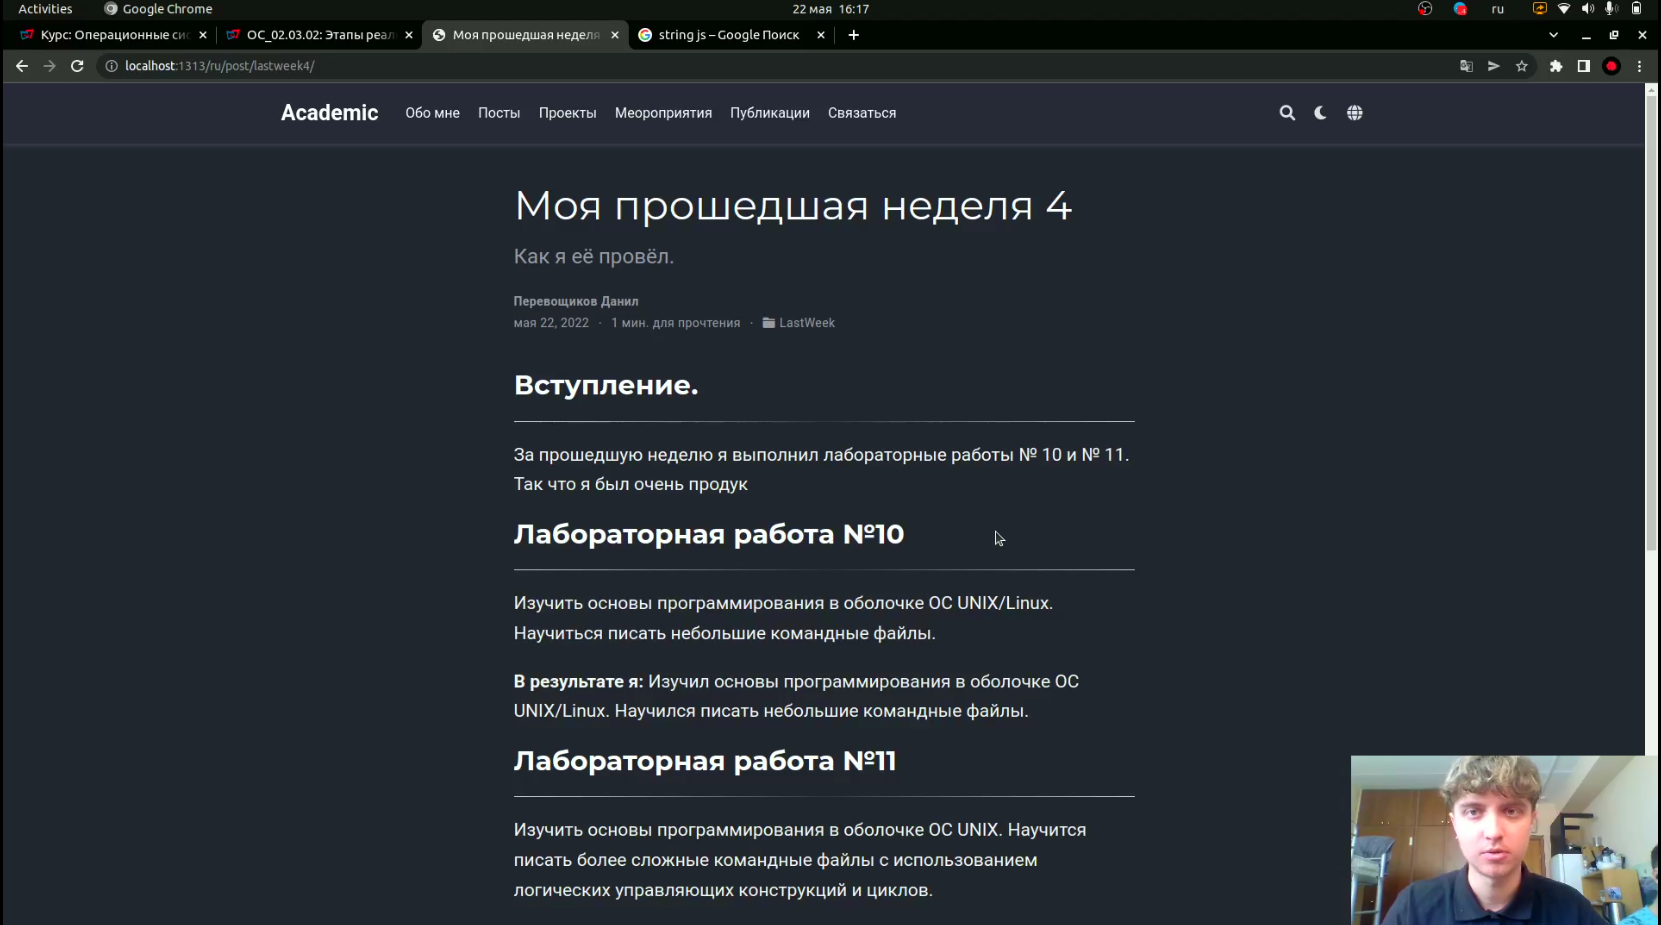 Activities Google Chrome 22 мая 16:17 ru
Курс: Операционные си ОС_02.03.02: Этапы реал Моя прошедшая неделя string js – Google Поиск
localhost:1313/ru/post/lastweek4/
Academic Обо мне Посты Проекты Меороприятия Публикации Связаться
Моя прошедшая неделя 4
Как я её провёл.
Перевощиков Данил
мая 22, 2022 · 1 мин. для прочтения · LastWeek
Вступление.
За прошедшую неделю я выполнил лабораторные работы № 10 и № 11.
Так что я был очень продук
Лабораторная работа №10
Изучить основы программирования в оболочке ОС UNIX/Linux.
Научиться писать небольшие командные файлы.
В результате я: Изучил основы программирования в оболочке ОС
UNIX/Linux. Научился писать небольшие командные файлы.
Лабораторная работа №11
Изучить основы программирования в оболочке ОС UNIX. Научится
писать более сложные командные файлы с использованием
логических управляющих конструкций и циклов.